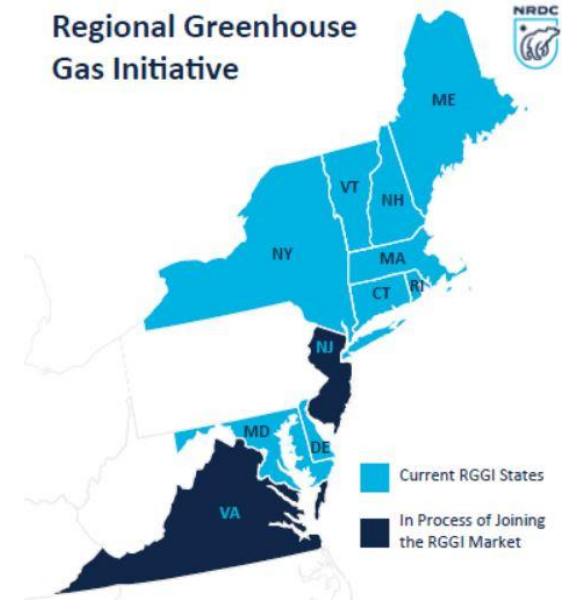 Regional Greenhouse
Gas Initiative
NRDC
ME
VT
NH
NY
MA
CT
RI
NJ
MD
DE
VA
Current RGGI States
In Process of Joining
the RGGI Market